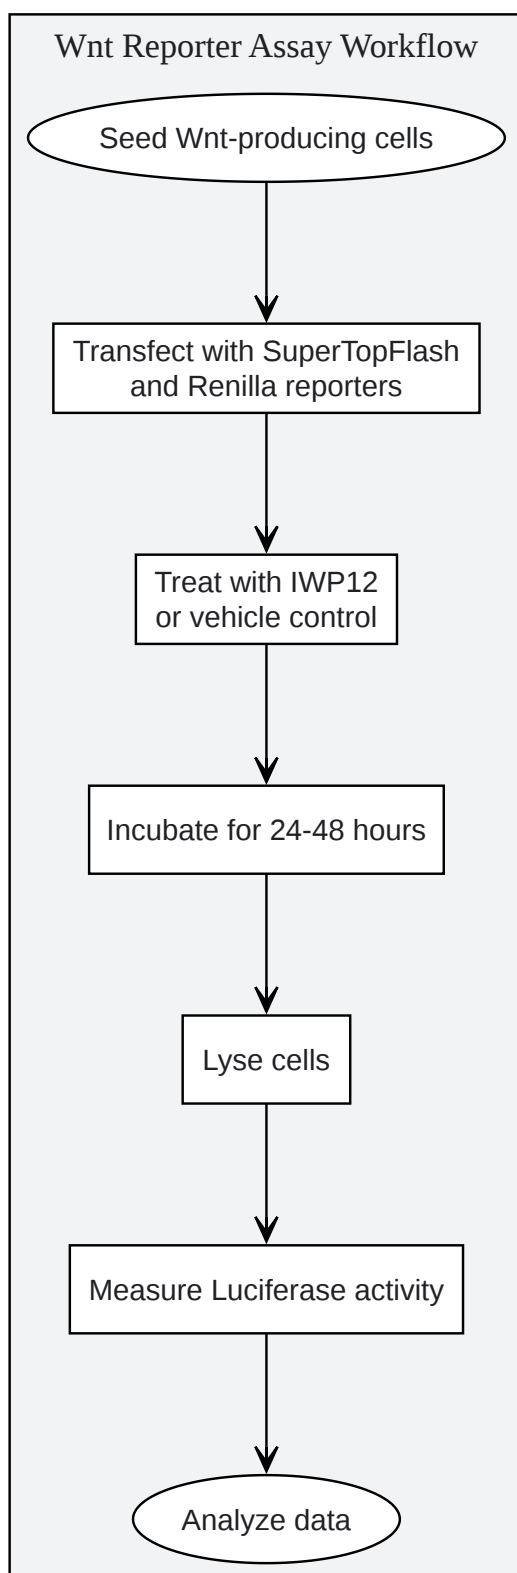 Wnt Reporter Assay Workflow
Seed Wnt-producing cells
Transfect with SuperTopFlash
and Renilla reporters
Treat with IWP12
or vehicle control
Incubate for 24-48 hours
Lyse cells
Measure Luciferase activity
Analyze data